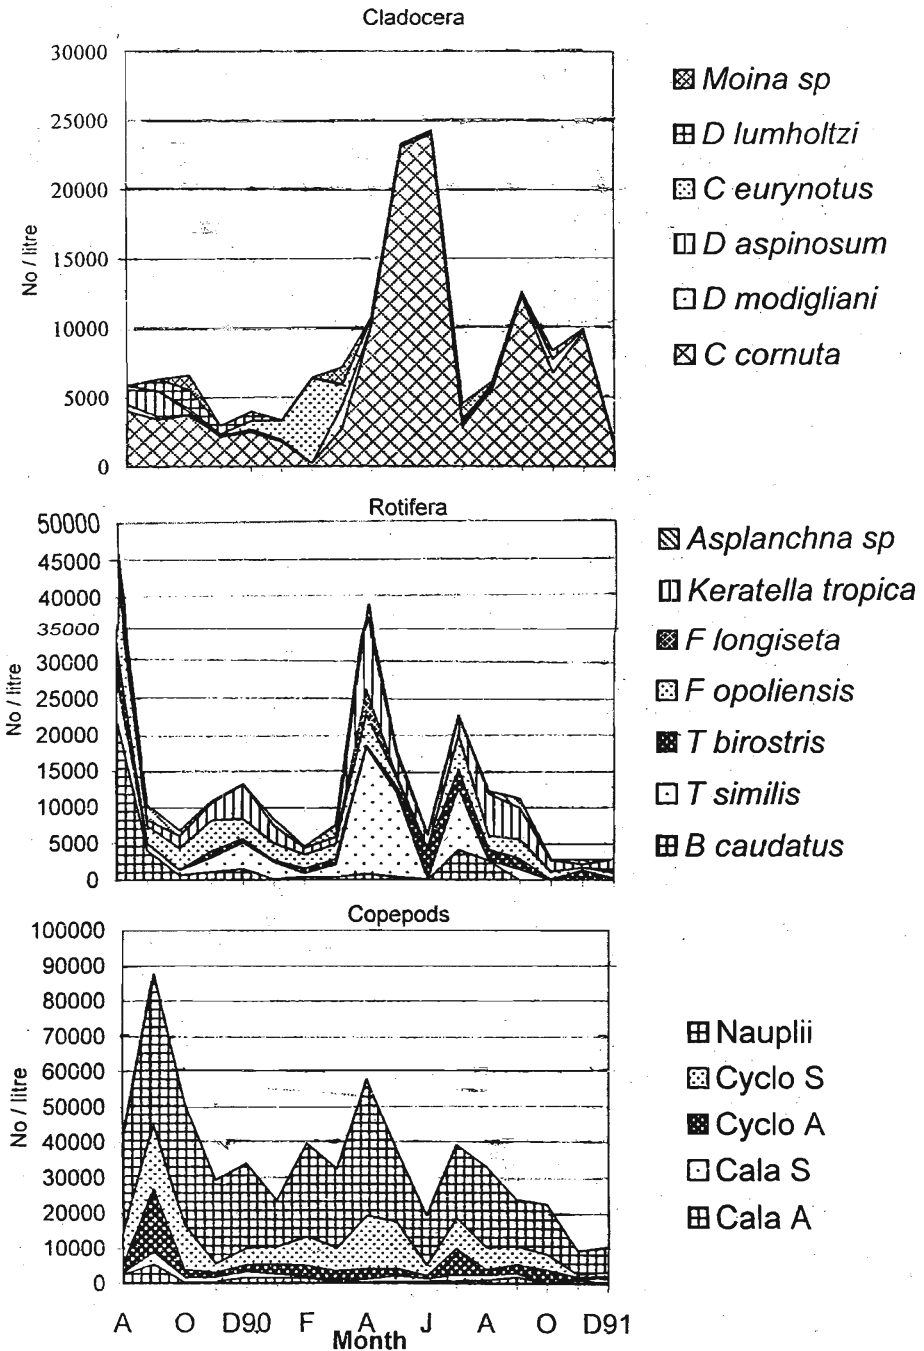 Cladocera
30000
25000
20000
15000
10000
5000
0
No / litre
Moina sp
D lumholtzi
C eurynotus
D aspinosum
D modigliani
C cornuta
Rotifera
50000
45000
40000
35000
30000
25000
20000
15000
10000
5000
0
No / litre
Asplanchna sp
Keratella tropica
F longiseta
F opoliensis
T birostris
T similis
B caudatus
Copepods
100000
90000
80000
70000
60000
50000
40000
30000
20000
10000
0
No / litre
Nauplii
Cyclo S
Cyclo A
Cala S
Cala A
A O D90 F A J A O D91
Month